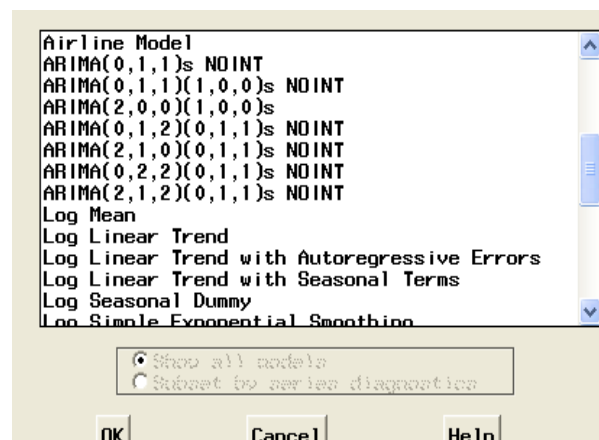 Airline Model
ARIMA(0,1,1)s NOINT
ARIMA(0,1,1)(1,0,0)s NOINT
ARIMA(2,0,0)(1,0,0)s
ARIMA(0,1,2)(0,1,1)s NOINT
ARIMA(2,1,0)(0,1,1)s NOINT
ARIMA(0,2,2)(0,1,1)s NOINT
ARIMA(2,1,2)(0,1,1)s NOINT
Log Mean
Log Linear Trend
Log Linear Trend with Autoregressive Errors
Log Linear Trend with Seasonal Terms
Log Seasonal Dummy
Log Simple Exponential Smoothing
Show all models
Subset by series diagnostics
OK Cancel Help